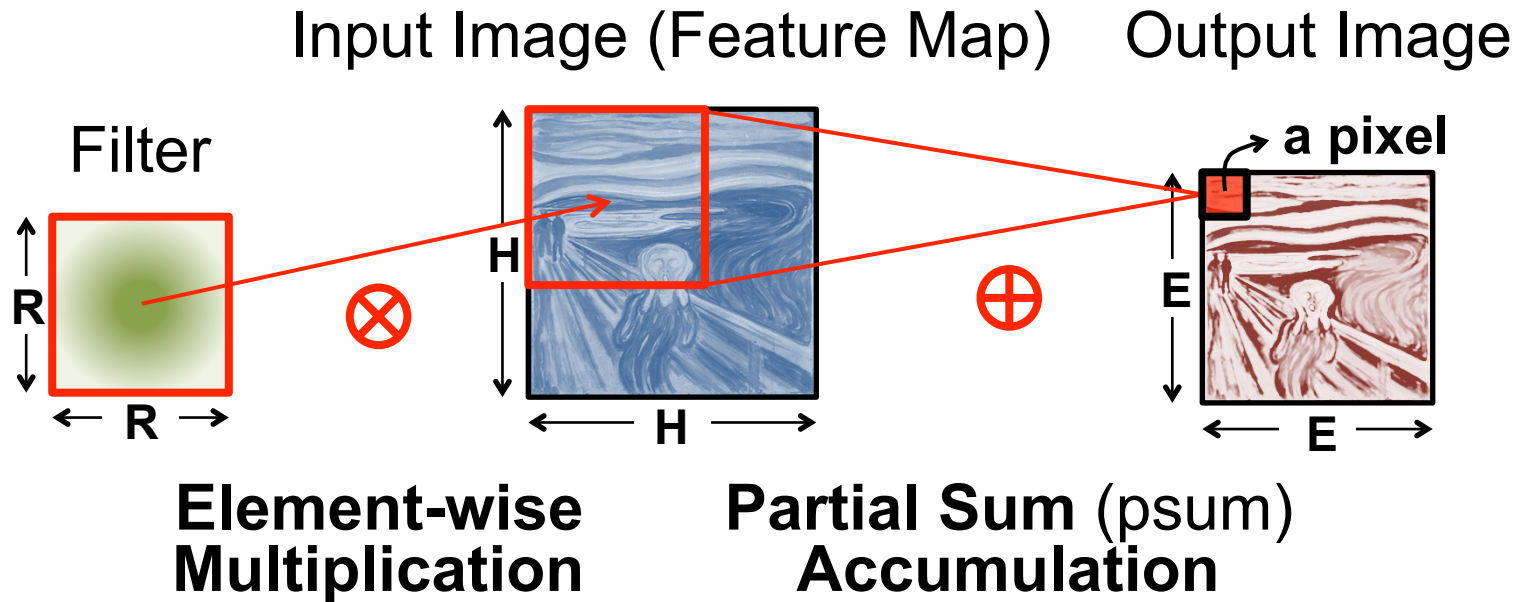 Input Image (Feature Map)
Output Image
Filter
a pixel
R
R
H
H
E
E
Element-wise
Multiplication
Partial Sum (psum)
Accumulation